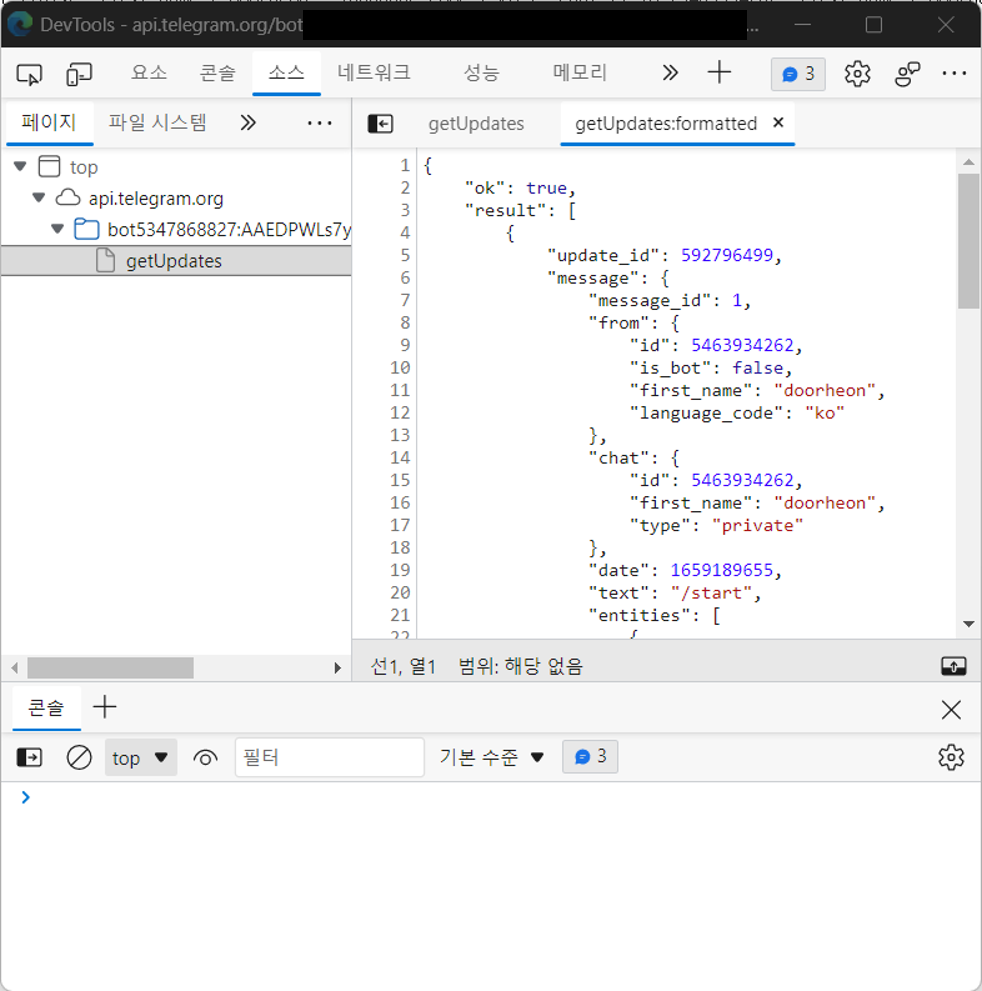 DevTools - api.telegram.org/bot...
요소 콘솔 소스 네트워크 성능 메모리 3
페이지 파일 시스템
top
api.telegram.org
bot5347868827:AAEDPWLs7y
getUpdates
getUpdates getUpdates:formatted
1 {
2 "ok": true,
3 "result": [
4 {
5 "update_id": 592796499,
6 "message": {
7 "message_id": 1,
8 "from": {
9 "id": 5463934262,
10 "is_bot": false,
11 "first_name": "doorheon",
12 "language_code": "ko"
13 },
14 "chat": {
15 "id": 5463934262,
16 "first_name": "doorheon",
17 "type": "private"
18 },
19 "date": 1659189655,
20 "text": "/start",
21 "entities": [
22 {
선1, 열1 범위: 해당 없음
콘솔
top 필터 기본 수준 3